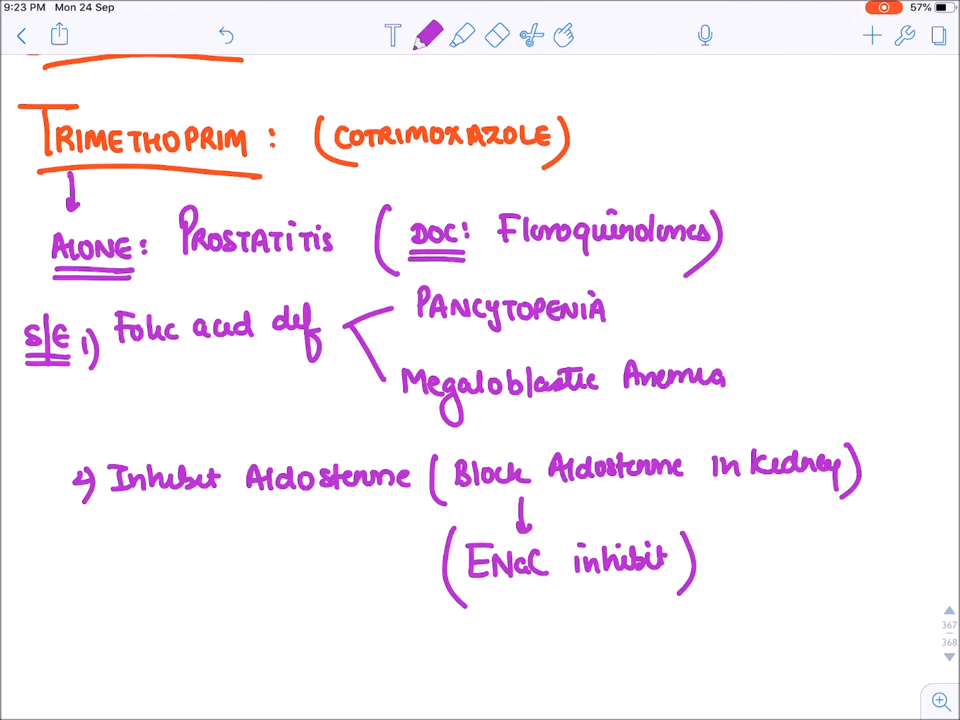 9:23 PM Mon 24 Sep 57%
T
TRIMETHOPRIM : (COTRIMOXAZOLE)
ALONE : PROSTATITIS (DOC: Floroquinolones)
S/E 1) Folic acid def PANCYTOPENIA
Megaloblastic Anemia
2) Inhibit Aldosterone (Block Aldosterone in kidney)
(ENaC inhibit)
367
368